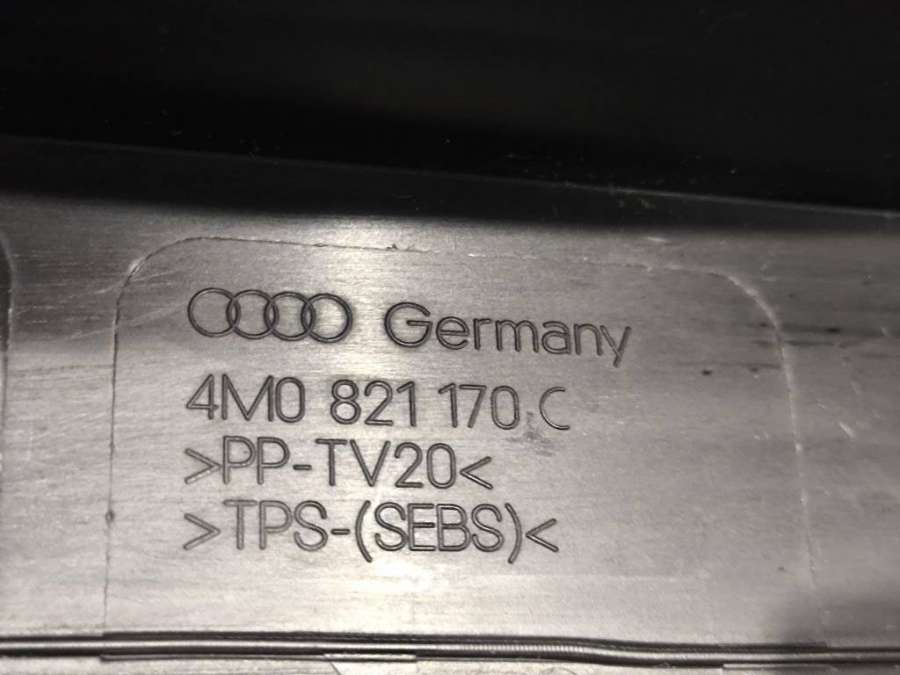 Germany
4M0 821 170 C
>PP-TV20<
>TPS-(SEBS)<